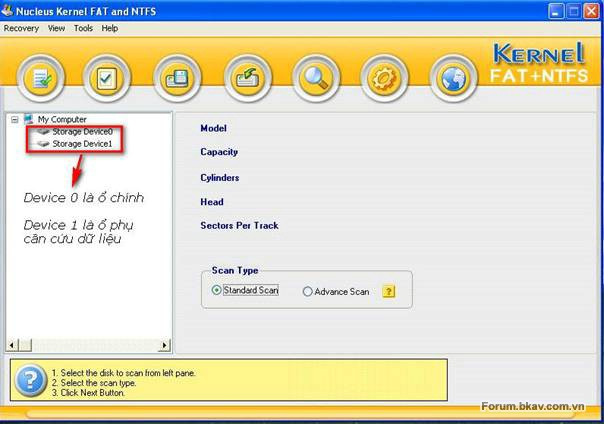 Nucleus Kernel FAT and NTFS
Recovery View Tools Help
KERNEL
FAT+NTFS
My Computer
Storage Device0
Storage Device1
Device 0 là ổ chính
Device 1 là ổ phụ
cân cứu dữ liệu
Model
Capacity
Cylinders
Head
Sectors Per Track
Scan Type
Standard Scan
Advance Scan
?
?
1. Select the disk to scan from left pane.
2. Select the scan type.
3. Click Next Button.
Forum.bkav.com.vn